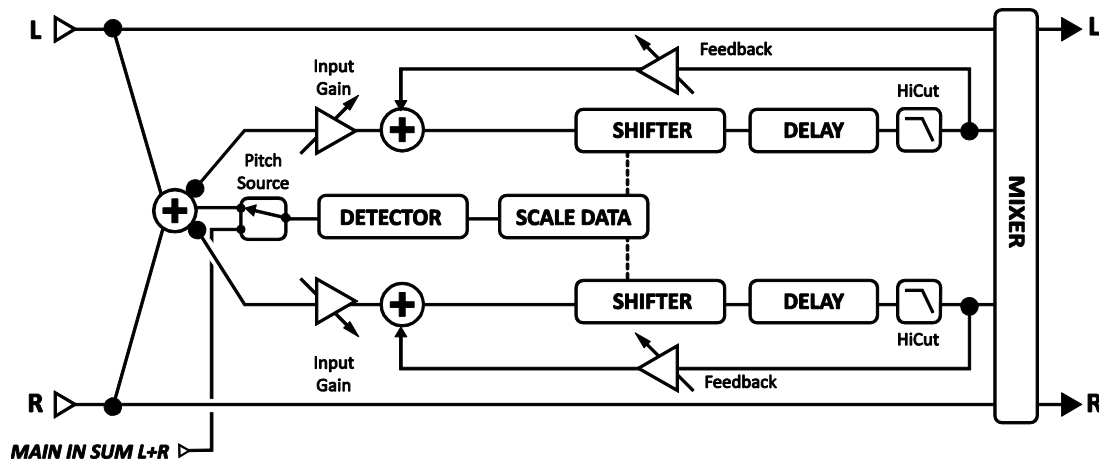 L
L
Feedback
Input
Gain
HiCut
+
SHIFTER
DELAY
Pitch
Source
+
DETECTOR
SCALE DATA
MIXER
+
SHIFTER
DELAY
HiCut
Input
Gain
Feedback
R
R
MAIN IN SUM L+R